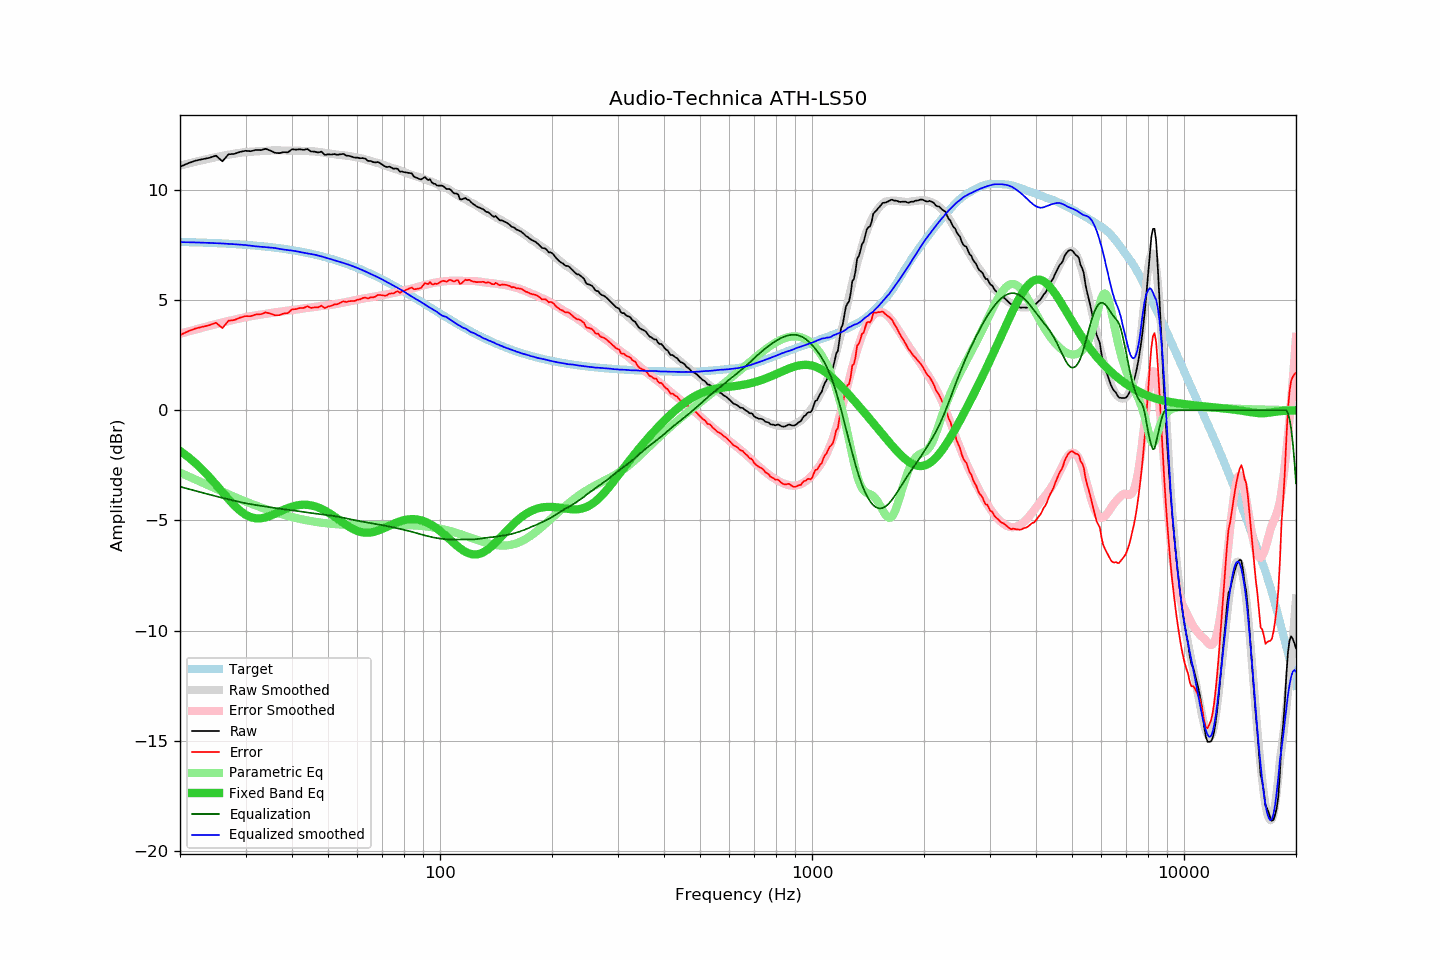 Audio-Technica ATH-LS50
Amplitude (dBr)
10
5
0
−5
−10
−15
−20
Target
Raw Smoothed
Error Smoothed
Raw
Error
Parametric Eq
Fixed Band Eq
Equalization
Equalized smoothed
100
1000
10000
Frequency (Hz)